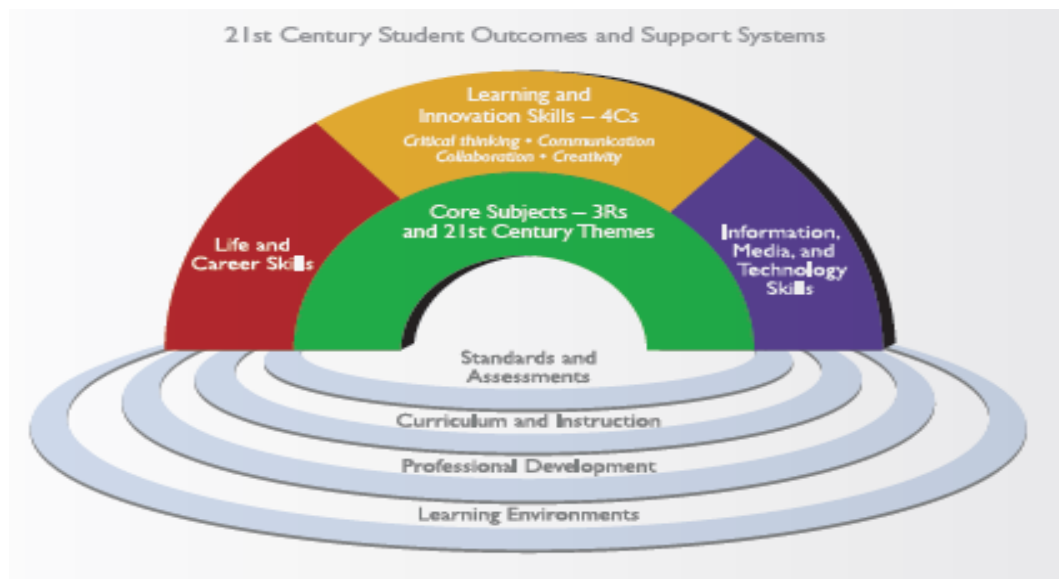 21st Century Student Outcomes and Support Systems
Learning and
Innovation Skills – 4Cs
Critical thinking • Communication
Collaboration • Creativity
Core Subjects – 3Rs
and 21st Century Themes
Life and
Career Skills
Information,
Media, and
Technology
Skills
Standards and
Assessments
Curriculum and Instruction
Professional Development
Learning Environments